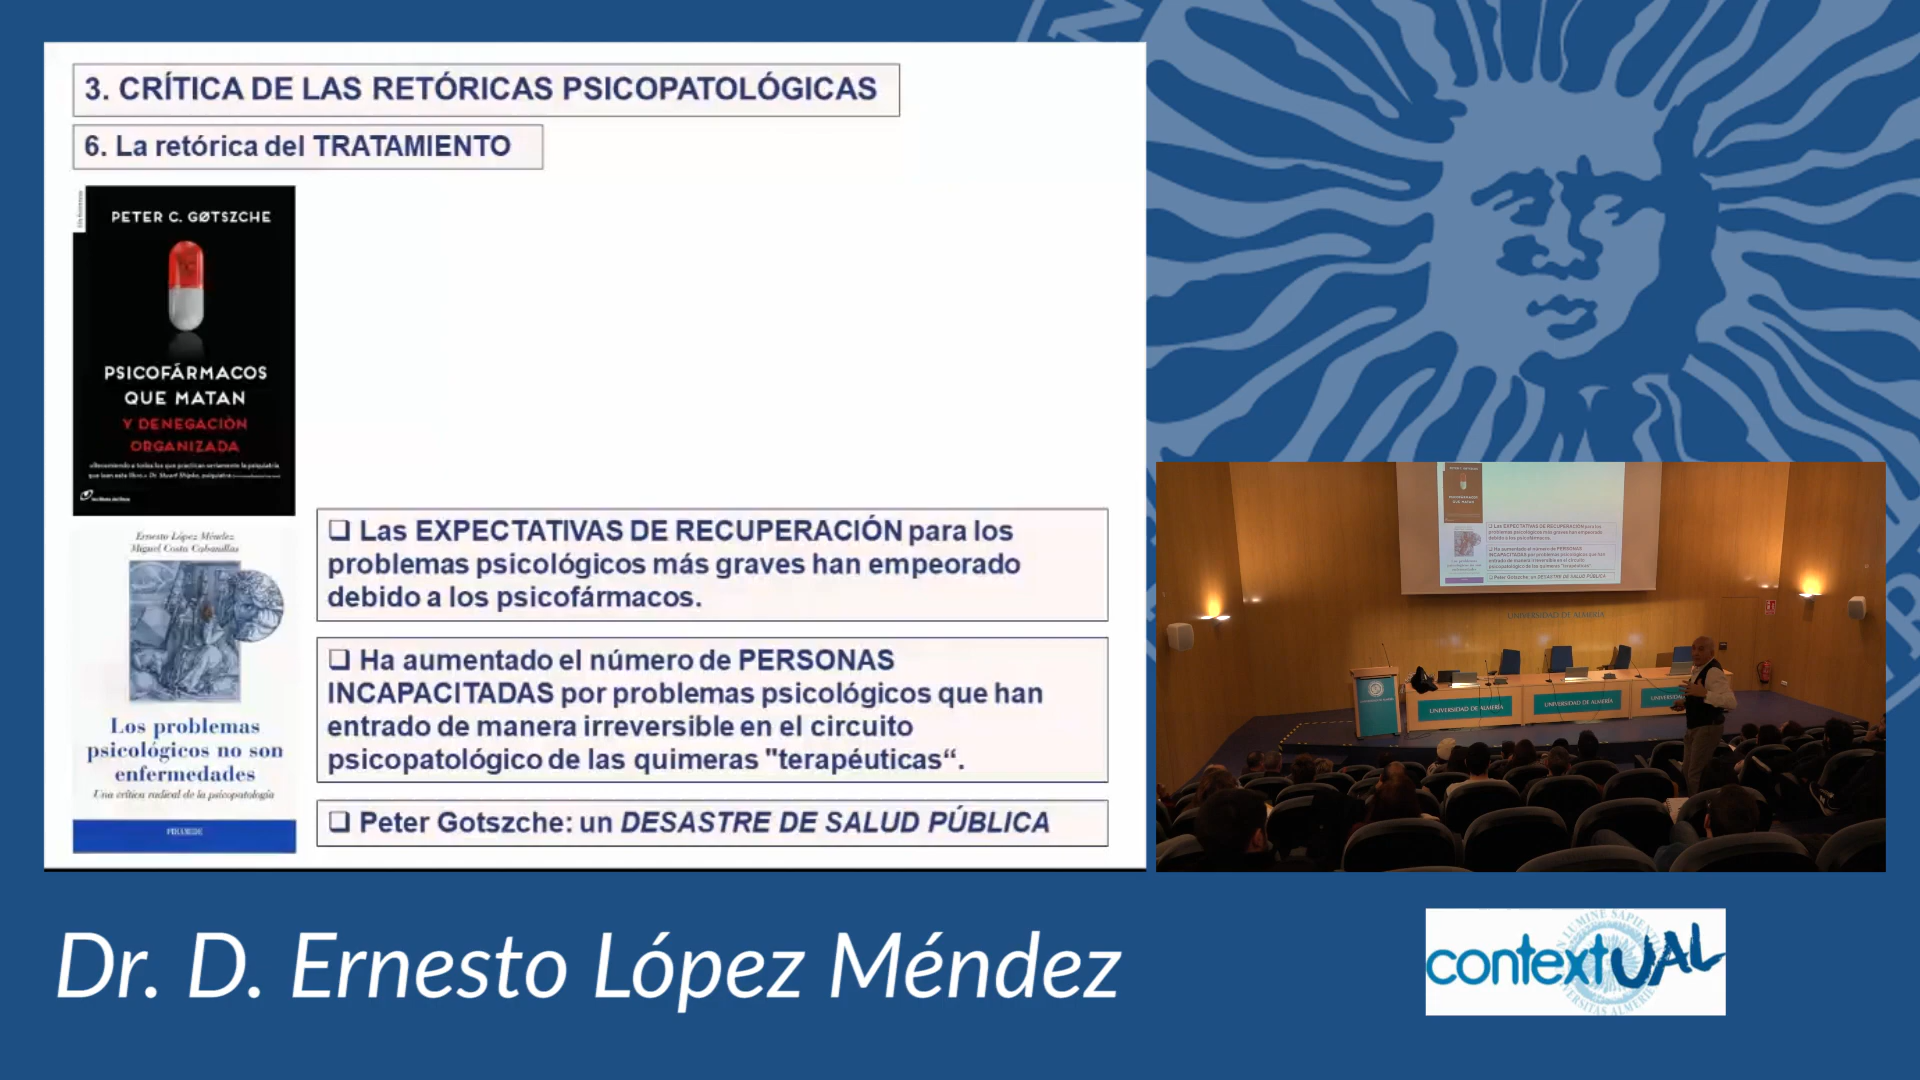 3. CRÍTICA DE LAS RETÓRICAS PSICOPATOLÓGICAS
6. La retórica del TRATAMIENTO
PETER C. GØTSZCHE
PSICOFÁRMACOS
QUE MATAN
Y DENEGACIÓN
ORGANIZADA
Ernesto López Méndez
Miguel Costa Cabanillas
Los problemas
psicológicos no son
enfermedades
Una crítica radical de la psicopatología
PIRÁMIDE
❑ Las EXPECTATIVAS DE RECUPERACIÓN para los
problemas psicológicos más graves han empeorado
debido a los psicofármacos.
❑ Ha aumentado el número de PERSONAS
INCAPACITADAS por problemas psicológicos que han
entrado de manera irreversible en el circuito
psicopatológico de las quimeras "terapéuticas“.
❑ Peter Gotszche: un DESASTRE DE SALUD PÚBLICA
UNIVERSIDAD DE ALMERÍA
UNIVERSIDAD DE ALMERÍA
UNIVERSIDAD DE ALMERÍA
Dr. D. Ernesto López Méndez
contextUAL